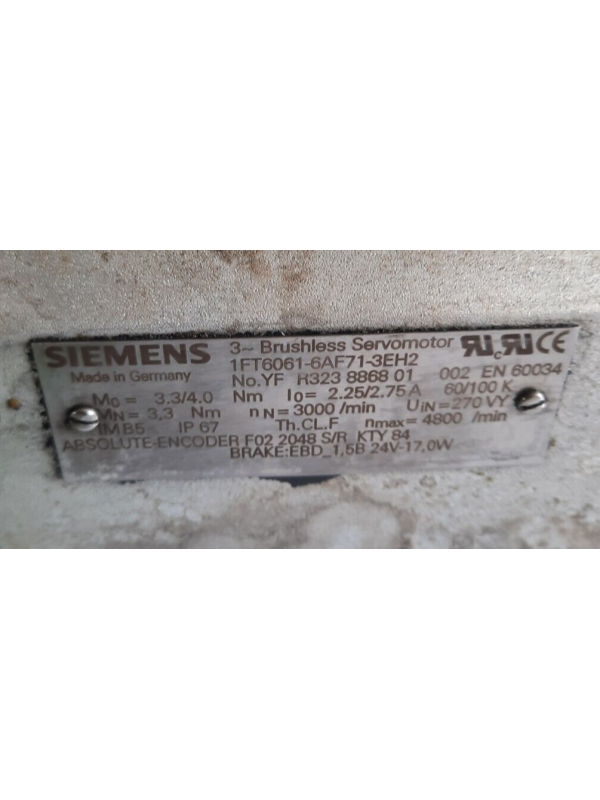 SIEMENS 3~ Brushless Servomotor
Made in Germany 1FT6061-6AF71-3EH2
No.YF R323 8868 01 002 EN 60034
M0 = 3.3/4.0 Nm I0= 2.25/2.75 A 60/100 K
MN = 3,3 Nm nN=3000 /min UIN=270 VY
IM B5 IP 67 Th.CL.F nmax= 4800 /min
ABSOLUTE-ENCODER F02 2048 S/R KTY 84
BRAKE:EBD_1,5B 24V-17,0W